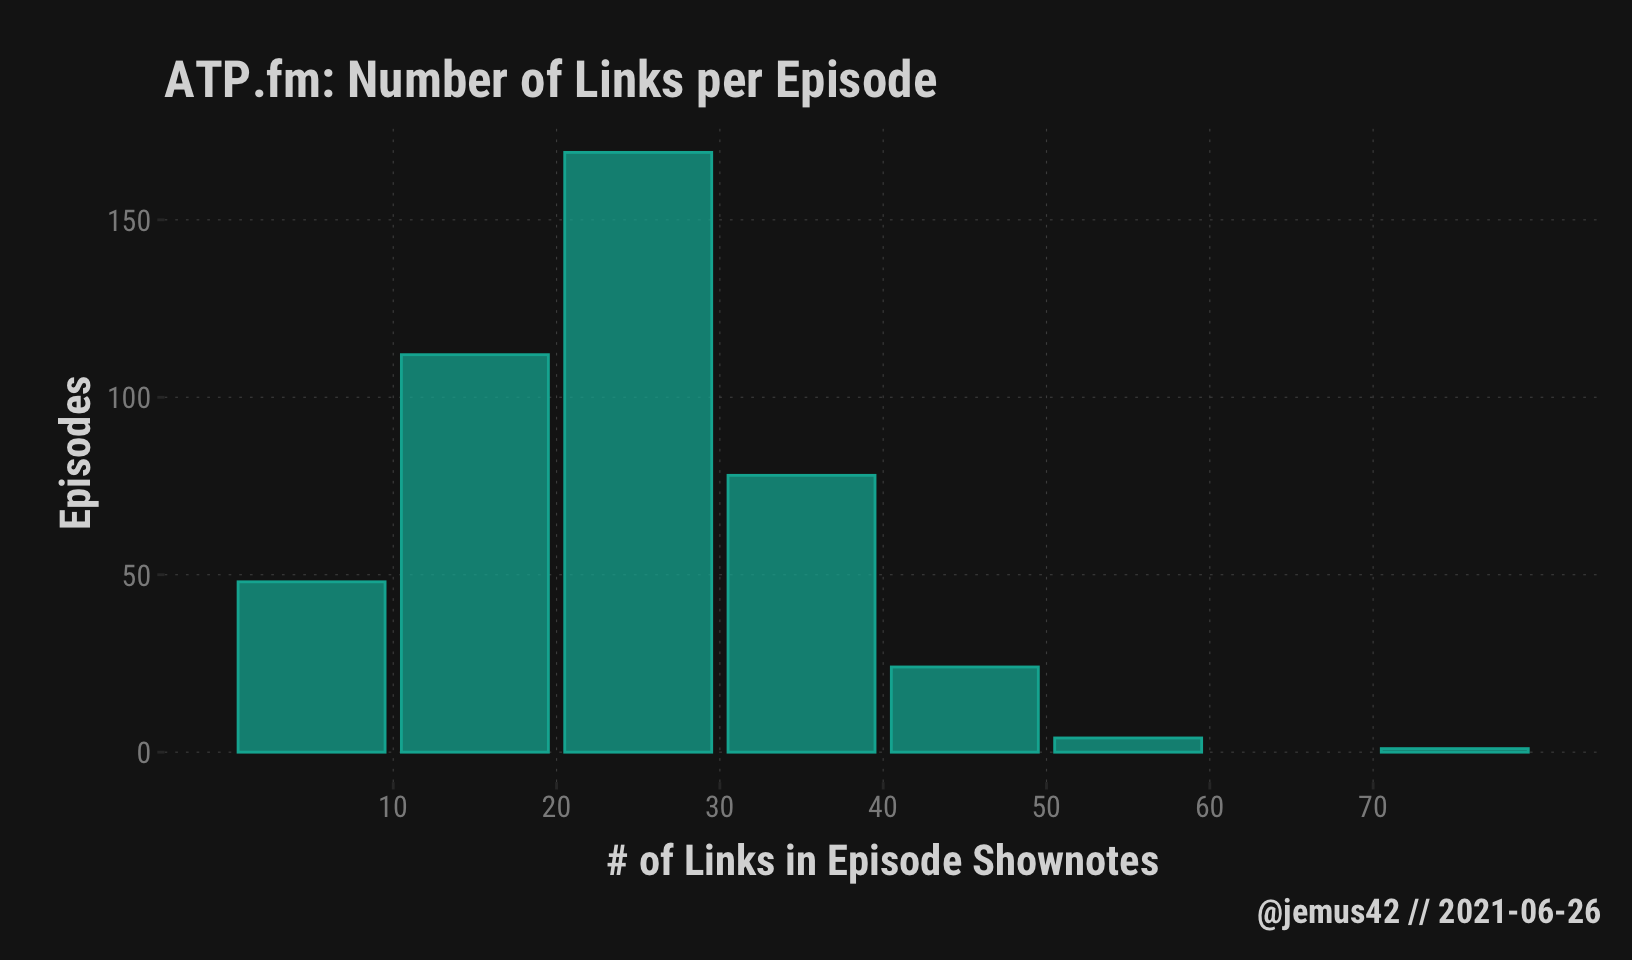 ATP.fm: Number of Links per Episode
150
100
50
0
Episodes
10 20 30 40 50 60 70
# of Links in Episode Shownotes
@jemus42 // 2021-06-26